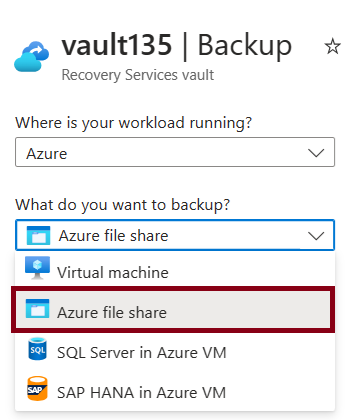 vault135 | Backup
Recovery Services vault
Where is your workload running?
Azure
What do you want to backup?
Azure file share
Virtual machine
Azure file share
SQL Server in Azure VM
SAP HANA in Azure VM